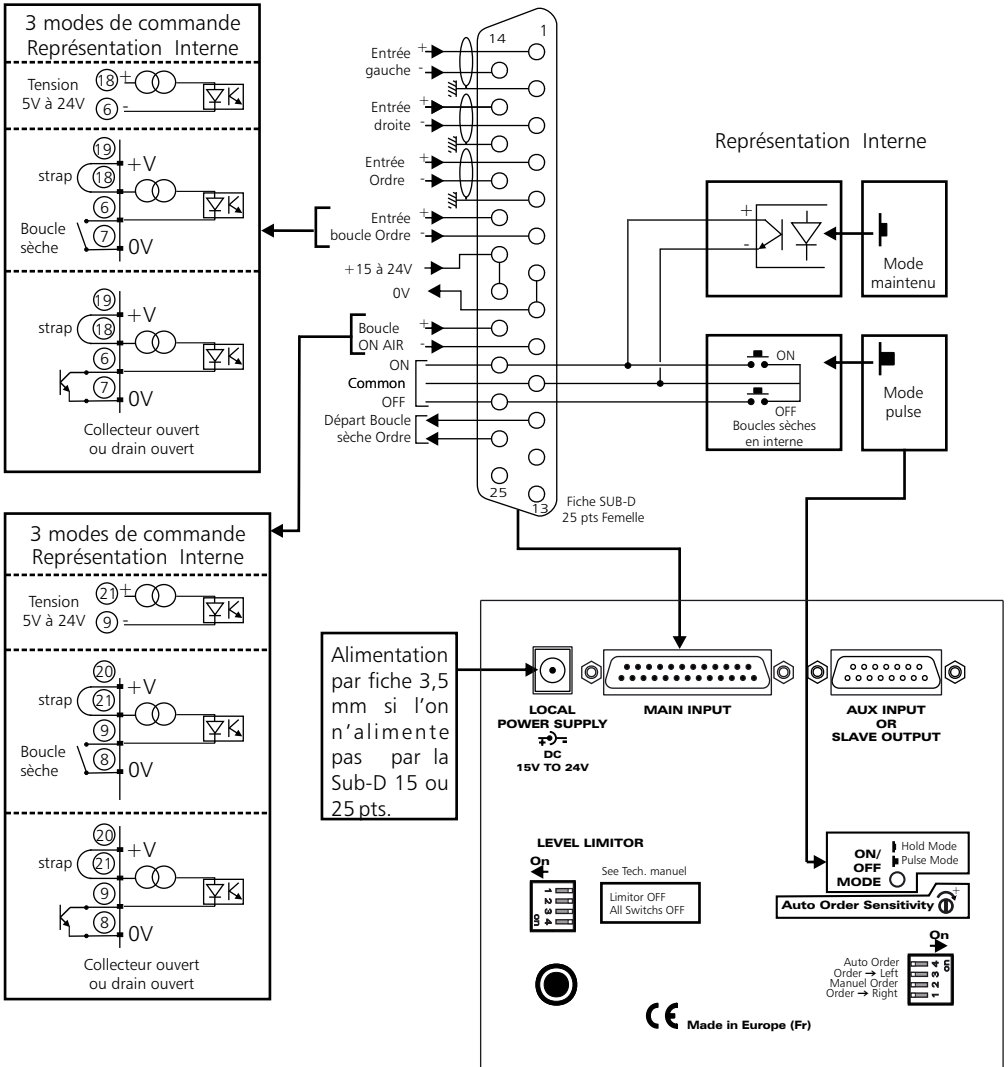 3 modes de commande
Représentation Interne
Tension
5V à 24V
18 +
6 -
19
+V
strap
18
6
Boucle
sèche
7
0V
19
+V
strap
18
6
7
0V
Collecteur ouvert
ou drain ouvert
3 modes de commande
Représentation Interne
Tension
5V à 24V
21 +
9 -
20
+V
strap
21
9
Boucle
sèche
8
0V
20
+V
strap
21
9
8
0V
Collecteur ouvert
ou drain ouvert
14
1
Entrée +
gauche -
Entrée +
droite -
Entrée +
Ordre -
Entrée +
boucle Ordre -
+15 à 24V
0V
Boucle +
ON AIR -
ON
Common
OFF
Départ Boucle
sèche Ordre
25
13
Fiche SUB-D
25 pts Femelle
Représentation Interne
+
-
Mode
maintenu
ON
OFF
Boucles sèches
en interne
Mode
pulse
Alimentation
par fiche 3,5
mm si l'on
n'alimente
pas par la
Sub-D 15 ou
25 pts.
LOCAL
POWER SUPPLY
+ -
DC
15V TO 24V
MAIN INPUT
AUX INPUT
OR
SLAVE OUTPUT
LEVEL LIMITOR
On
1 2 3 4
on
See Tech. manuel
Limitor OFF
All Switchs OFF
ON/
OFF
MODE
Hold Mode
Pulse Mode
Auto Order Sensitivity
+
On
Auto Order
Order → Left
Manuel Order
Order → Right
4 3 2 1
on
CE Made in Europe (Fr)